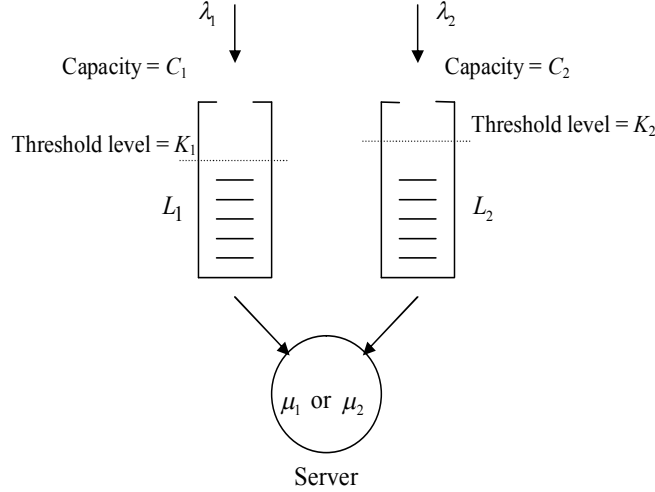 λ₁ λ₂
Capacity = C₁ Capacity = C₂
Threshold level = K₂
Threshold level = K₁
L₁ L₂
μ₁ or μ₂
Server